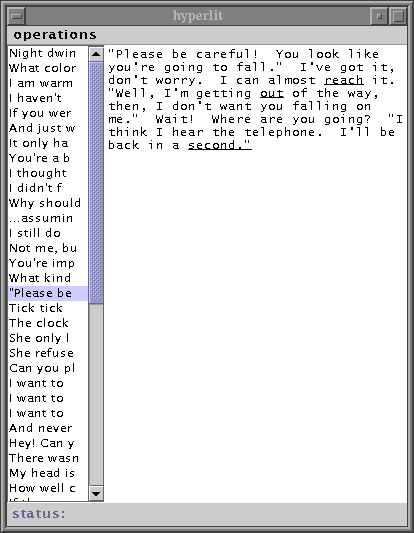 hyperlit
operations
Night dwin
What color
I am warm
I haven't
If you wer
And just w
It only ha
You're a b
I thought
I didn't f
Why should
...assumin
I still do
Not me, bu
You're imp
What kind
"Please be
Tick tick
The clock
She only l
She refuse
Can you pl
I want to
I want to
I want to
And never
Hey! Can y
There wasn
My head is
How well c
"Please be careful!  You look like
you're going to fall."  I've got it,
don't worry.  I can almost reach it.
"Well, I'm getting out of the way,
then, I don't want you falling on
me."  Wait!  Where are you going?  "I
think I hear the telephone.  I'll be
back in a second."
status: